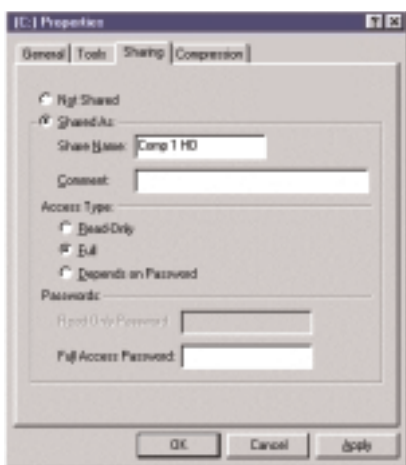 (C:) Properties
General Tools Sharing Compression
Not Shared
Shared As:
Share Name: Comp 1 HD
Comment:
Access Type:
Read-Only
Full
Depends on Password
Passwords:
Read-Only Password:
Full Access Password:
OK Cancel Apply